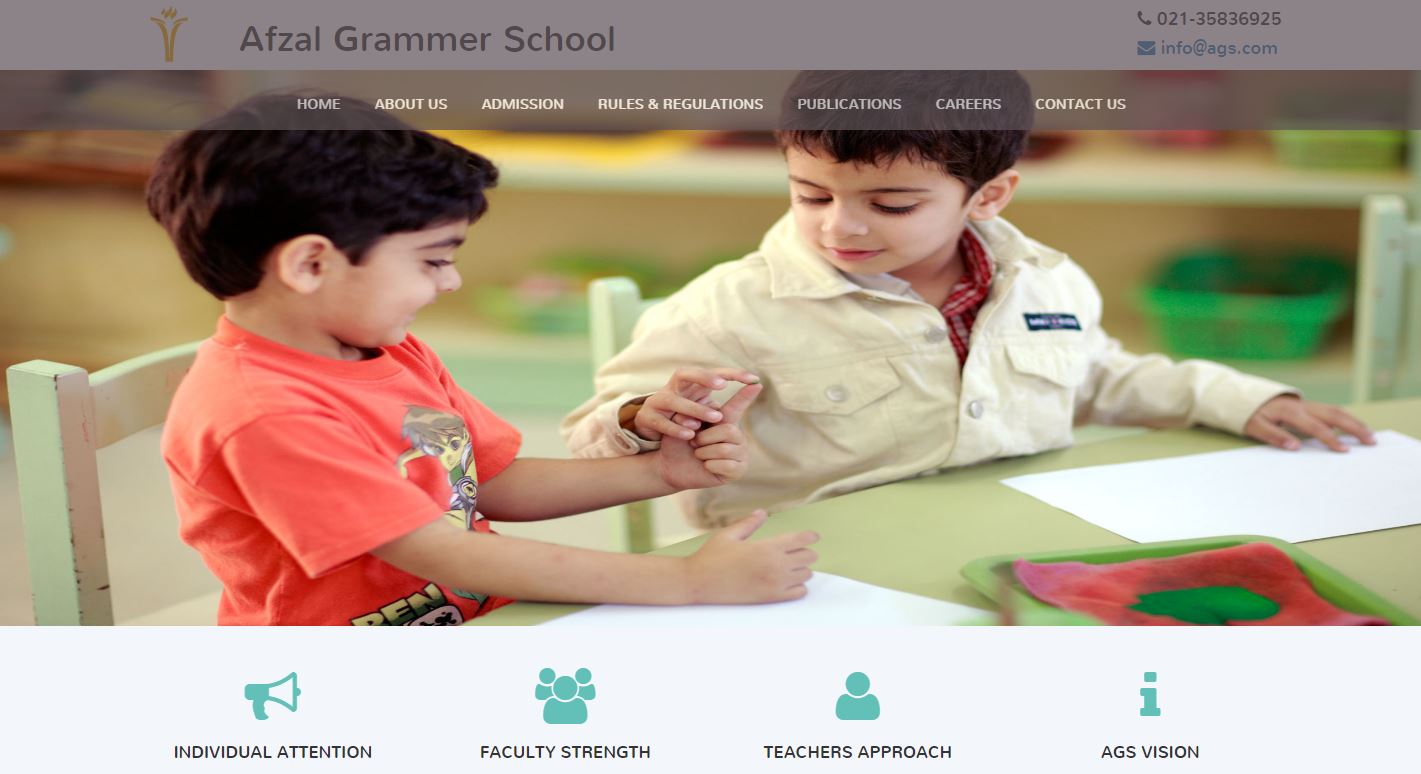 Afzal Grammer School
021-35836925
info@ags.com
HOME ABOUT US ADMISSION RULES & REGULATIONS PUBLICATIONS CAREERS CONTACT US
BEN
INDIVIDUAL ATTENTION FACULTY STRENGTH TEACHERS APPROACH AGS VISION